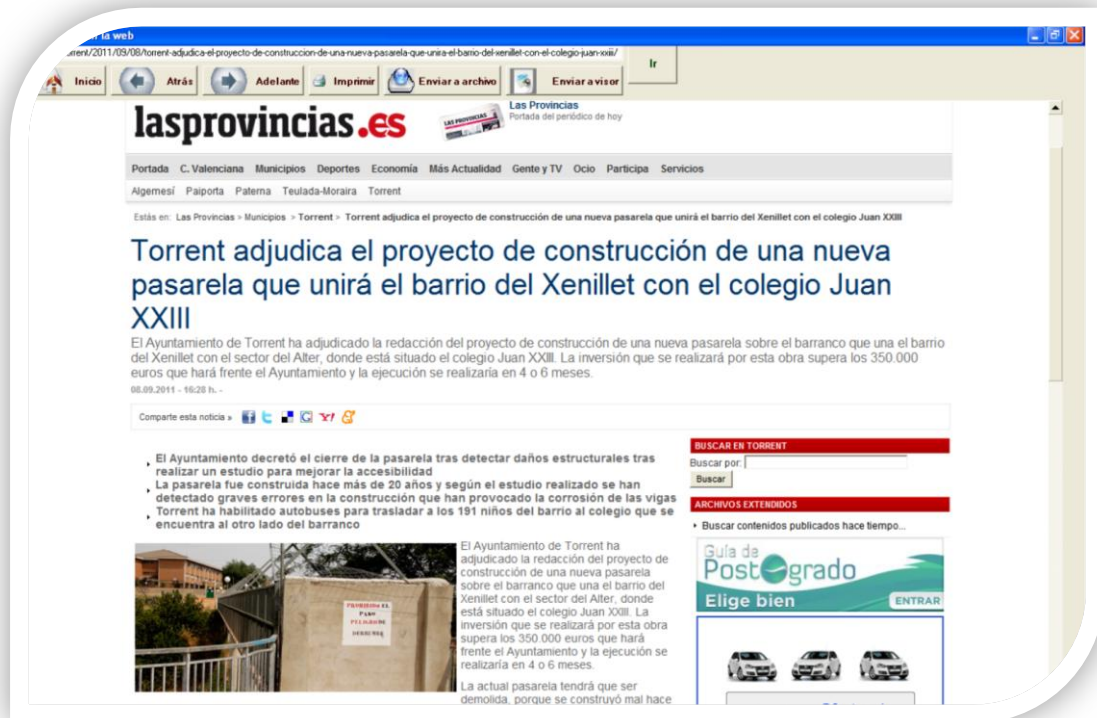 la web
rrent/2011/09/08/torrent-adjudica-el-proyecto-de-construccion-de-una-nueva-pasarela-que-unira-el-barrio-del-xenillet-con-el-colegio-juan-xxiii/
Ir
Inicio Atrás Adelante Imprimir Enviar a archivo Enviar a visor
lasprovincias.es
LAS PROVINCIAS
Las Provincias
Portada del periódico de hoy
Portada C. Valenciana Municipios Deportes Economía Más Actualidad Gente y TV Ocio Participa Servicios
Algemesí Paiporta Paterna Teulada-Moraira Torrent
Estás en: Las Provincias > Municipios > Torrent > Torrent adjudica el proyecto de construcción de una nueva pasarela que unirá el barrio del Xenillet con el colegio Juan XXIII
Torrent adjudica el proyecto de construcción de una nueva
pasarela que unirá el barrio del Xenillet con el colegio Juan
XXIII
El Ayuntamiento de Torrent ha adjudicado la redacción del proyecto de construcción de una nueva pasarela sobre el barranco que una el barrio
del Xenillet con el sector del Alter, donde está situado el colegio Juan XXIII. La inversión que se realizará por esta obra supera los 350.000
euros que hará frente el Ayuntamiento y la ejecución se realizaría en 4 o 6 meses.
08.09.2011 - 16:28 h. -
Comparte esta noticia »
El Ayuntamiento decretó el cierre de la pasarela tras detectar daños estructurales tras
realizar un estudio para mejorar la accesibilidad
La pasarela fue construida hace más de 20 años y según el estudio realizado se han
detectado graves errores en la construcción que han provocado la corrosión de las vigas
Torrent ha habilitado autobuses para trasladar a los 191 niños del barrio al colegio que se
encuentra al otro lado del barranco
PROHIBIDO EL
PASO
PELIGRO DE
DERRUMBE
El Ayuntamiento de Torrent ha
adjudicado la redacción del proyecto de
construcción de una nueva pasarela
sobre el barranco que una el barrio del
Xenillet con el sector del Alter, donde
está situado el colegio Juan XXIII. La
inversión que se realizará por esta obra
supera los 350.000 euros que hará
frente el Ayuntamiento y la ejecución se
realizaría en 4 o 6 meses.
La actual pasarela tendrá que ser
demolida, porque se construyó mal hace
BUSCAR EN TORRENT
Buscar por:
Buscar
ARCHIVOS EXTENDIDOS
Buscar contenidos publicados hace tiempo...
Guía de
Postgrado
Elige bien
ENTRAR